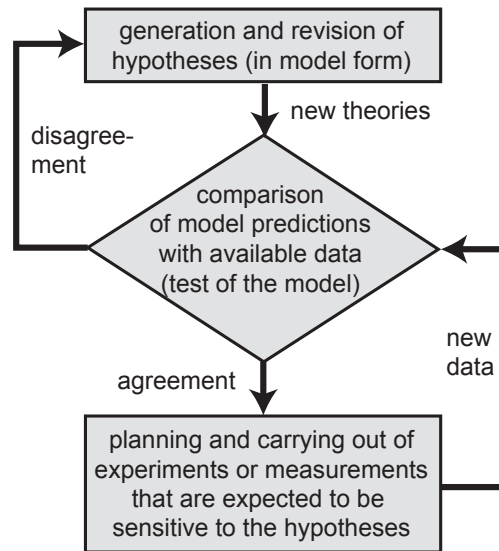 generation and revision of
hypotheses (in model form)
new theories
disagree-
ment
comparison
of model predictions
with available data
(test of the model)
new
data
agreement
planning and carrying out of
experiments or measurements
that are expected to be
sensitive to the hypotheses